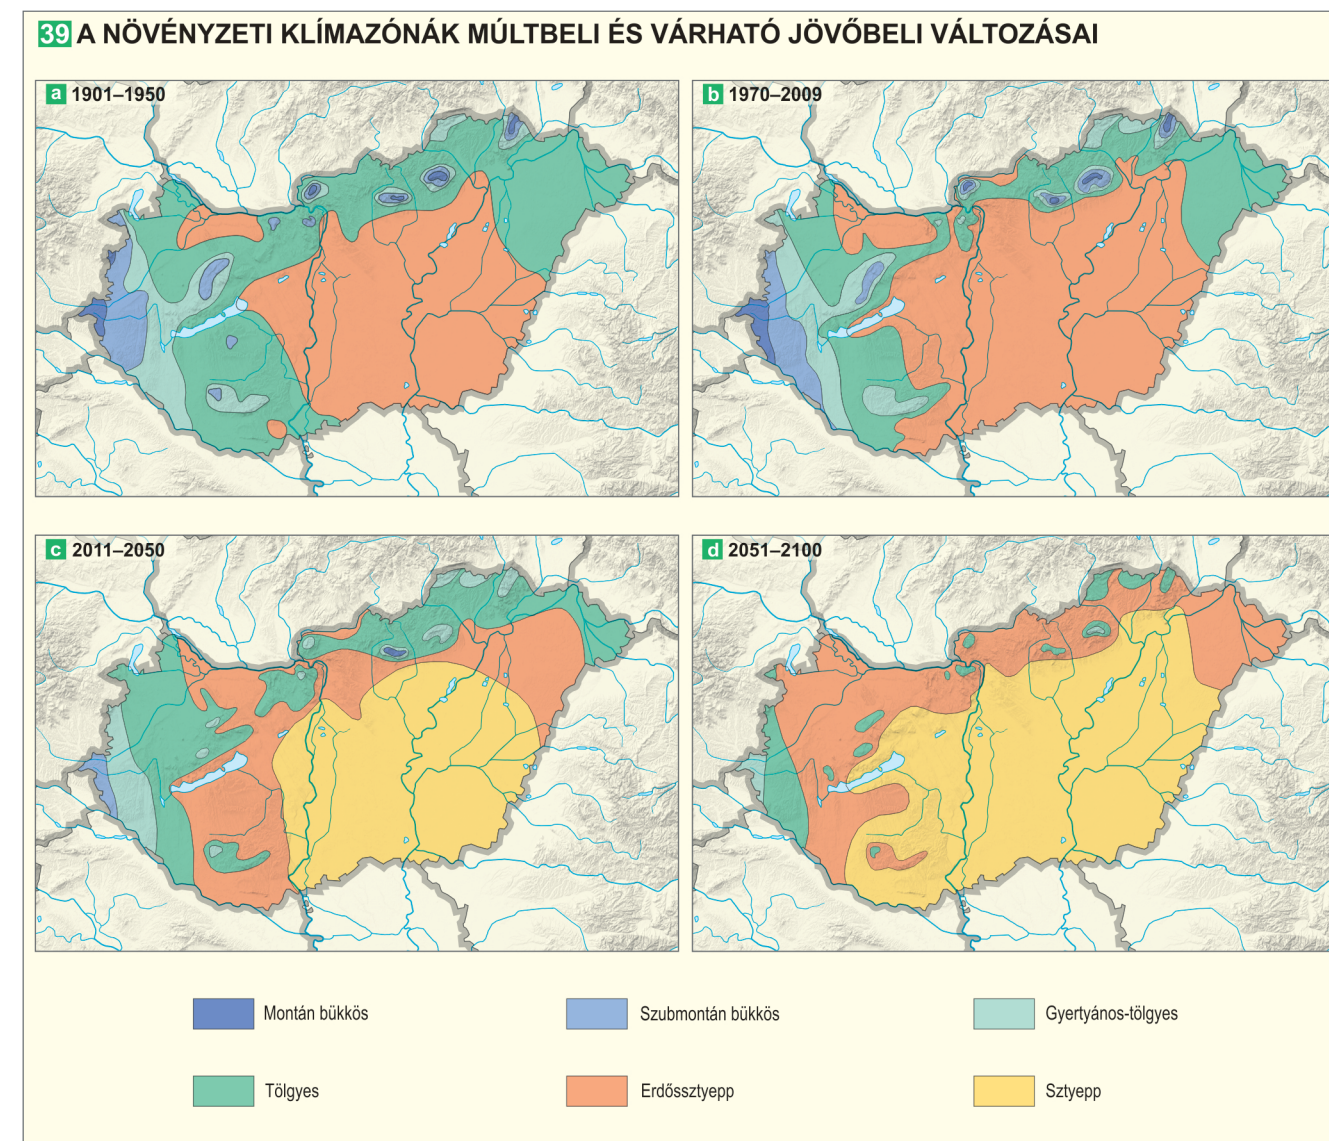 39 A NÖVÉNYZETI KLÍMAZÓNÁK MÚLTBELI ÉS VÁRHATÓ JÖVŐBELI VÁLTOZÁSAI
a 1901–1950
b 1970–2009
c 2011–2050
d 2051–2100
Montán bükkös
Szubmontán bükkös
Gyertyános-tölgyes
Tölgyes
Erdőssztyepp
Sztyepp